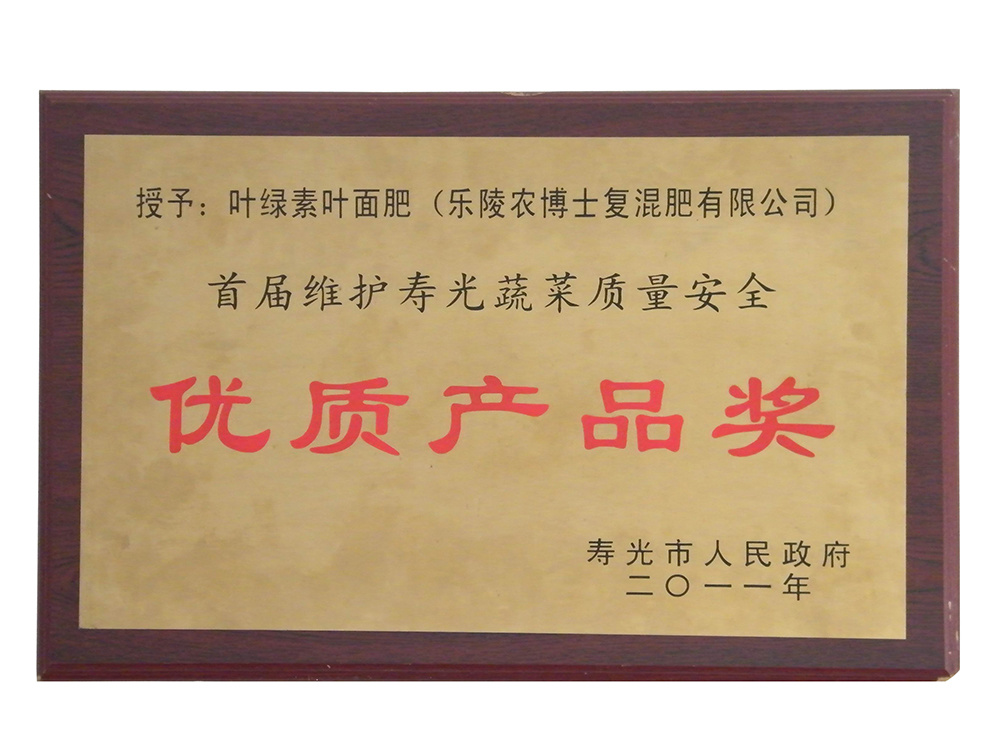 授予：叶绿素叶面肥（乐陵农博士复混肥有限公司）
首届维护寿光蔬菜质量安全
优质产品奖
寿光市人民政府
二〇一一年